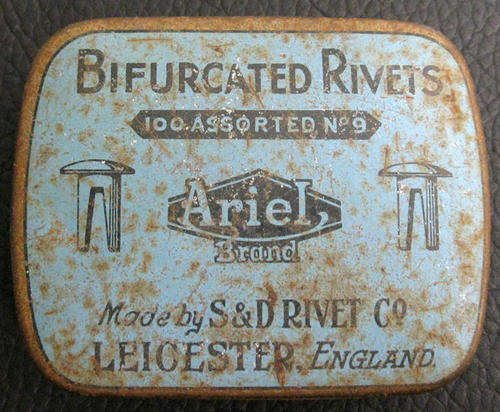 BIFURCATED RIVETS
100 ASSORTED Nº 9
Ariel
Brand
Made by S & D RIVET Cº
LEICESTER, ENGLAND.